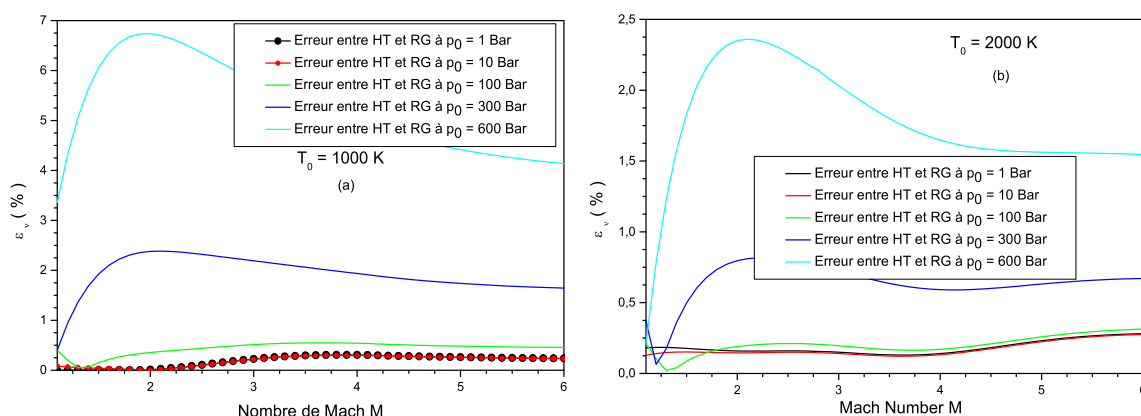 7
6
5
4
3
2
1
0
ε_ν ( % )
Erreur entre HT et RG à p0 = 1 Bar
Erreur entre HT et RG à p0 = 10 Bar
Erreur entre HT et RG à p0 = 100 Bar
Erreur entre HT et RG à p0 = 300 Bar
Erreur entre HT et RG à p0 = 600 Bar
T0 = 1000 K
(a)
2 3 4 5 6
Nombre de Mach M
2,5
2,0
1,5
1,0
0,5
0,0
ε_ν ( % )
T0 = 2000 K
(b)
Erreur entre HT et RG à p0 = 1 Bar
Erreur entre HT et RG à p0 = 10 Bar
Erreur entre HT et RG à p0 = 100 Bar
Erreur entre HT et RG à p0 = 300 Bar
Erreur entre HT et RG à p0 = 600 Bar
2 3 4 5 6
Mach Number M